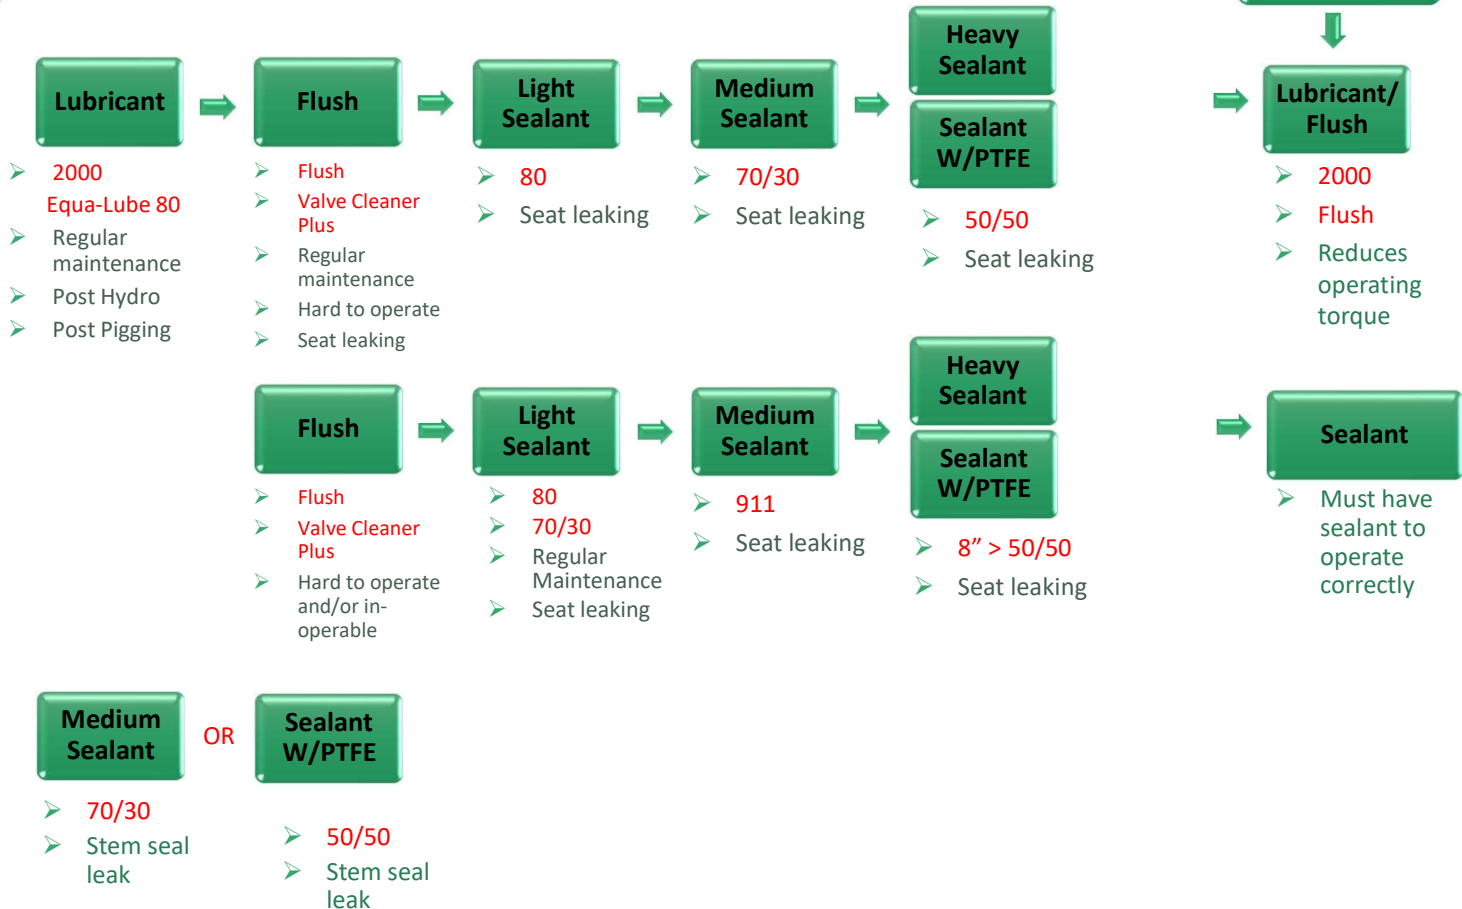 Lubricant
2000
Equa-Lube 80
Regular
maintenance
Post Hydro
Post Pigging
Flush
Flush
Valve Cleaner
Plus
Regular
maintenance
Hard to operate
Seat leaking
Light
Sealant
80
Seat leaking
Medium
Sealant
70/30
Seat leaking
Heavy
Sealant
Sealant
W/PTFE
50/50
Seat leaking
Lubricant/
Flush
2000
Flush
Reduces
operating
torque
Flush
Flush
Valve Cleaner
Plus
Hard to operate
and/or in-
operable
Light
Sealant
80
70/30
Regular
Maintenance
Seat leaking
Medium
Sealant
911
Seat leaking
Heavy
Sealant
Sealant
W/PTFE
8” > 50/50
Seat leaking
Sealant
Must have
sealant to
operate
correctly
Medium
Sealant
70/30
Stem seal
leak
OR
Sealant
W/PTFE
50/50
Stem seal
leak